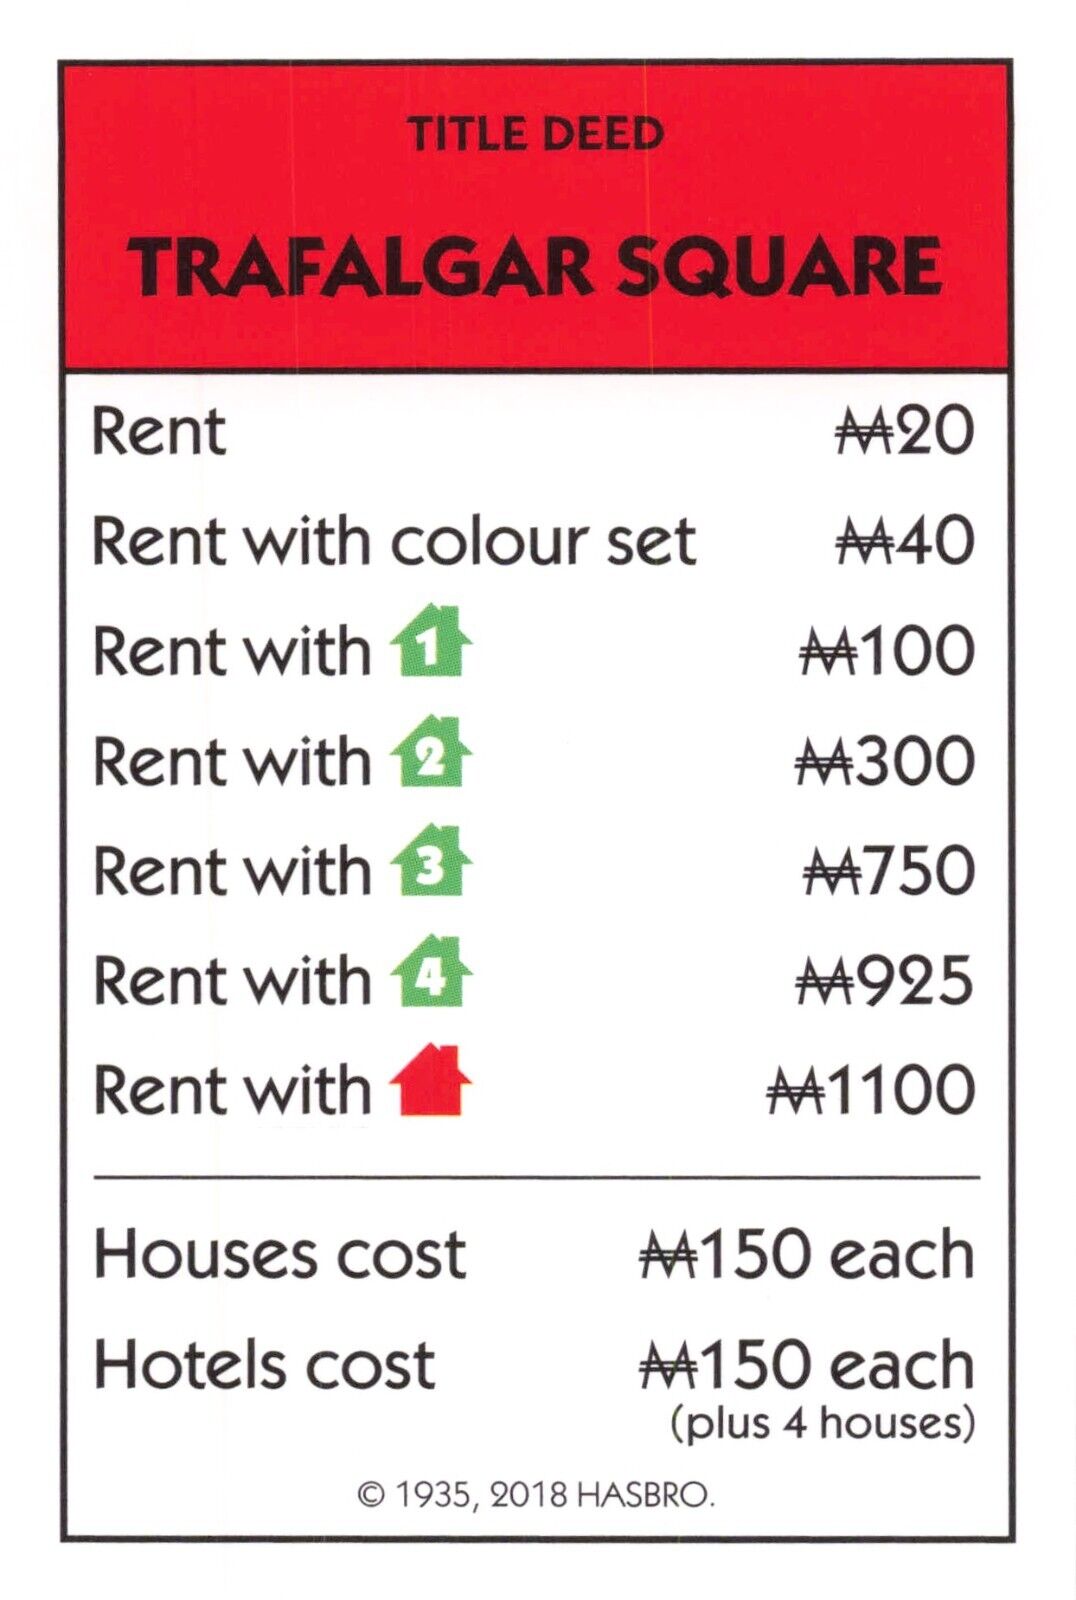 TITLE DEED
TRAFALGAR SQUARE
Rent ₩20
Rent with colour set ₩40
Rent with 1 ₩100
Rent with 2 ₩300
Rent with 3 ₩750
Rent with 4 ₩925
Rent with ₩1100
Houses cost ₩150 each
Hotels cost ₩150 each
(plus 4 houses)
© 1935, 2018 HASBRO.